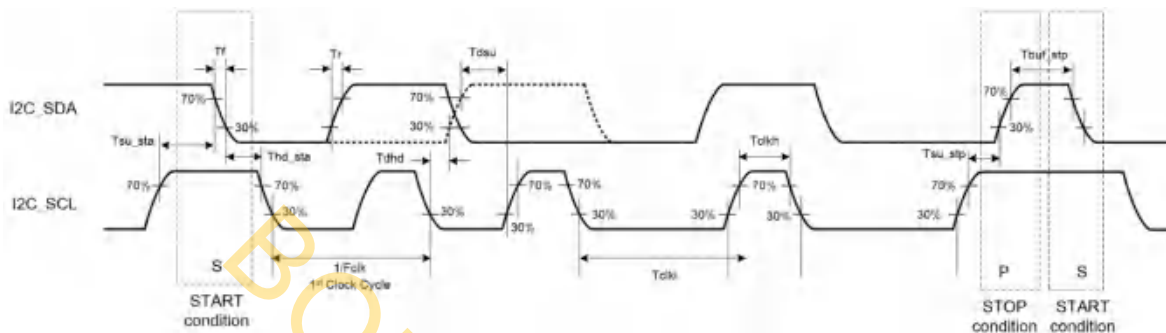 Tf
Tr
Tdsu
Tbuf_stp
I2C_SDA
70%
30%
70%
30%
70%
30%
Tsu_sta
Thd_sta
Tdhd
Tclkh
Tsu_stp
I2C_SCL
70%
70%
30%
30%
70%
30%
70%
30%
30%
70%
30%
70%
30%
S
1/Fclk
1st Clock Cycle
START
condition
P
STOP
condition
S
START
condition